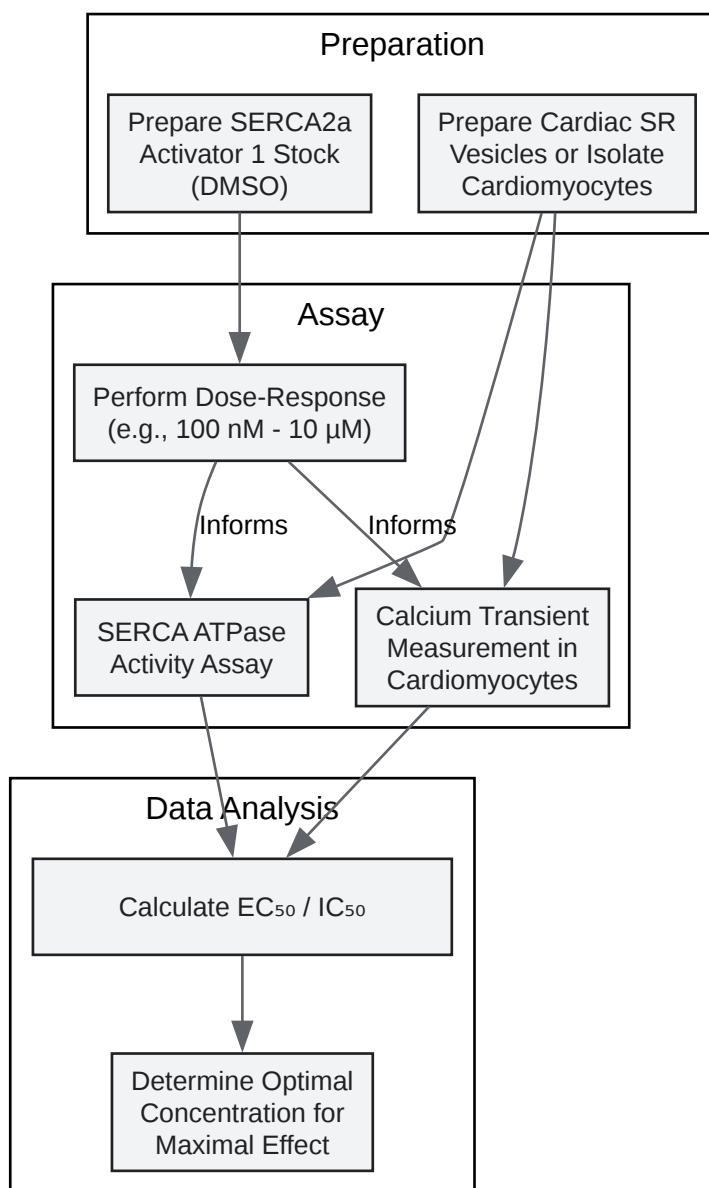 Preparation
Prepare SERCA2a
Activator 1 Stock
(DMSO)
Prepare Cardiac SR
Vesicles or Isolate
Cardiomyocytes
Assay
Perform Dose-Response
(e.g., 100 nM - 10 µM)
Informs
Informs
SERCA ATPase
Activity Assay
Calcium Transient
Measurement in
Cardiomyocytes
Data Analysis
Calculate EC₅₀ / IC₅₀
Determine Optimal
Concentration for
Maximal Effect